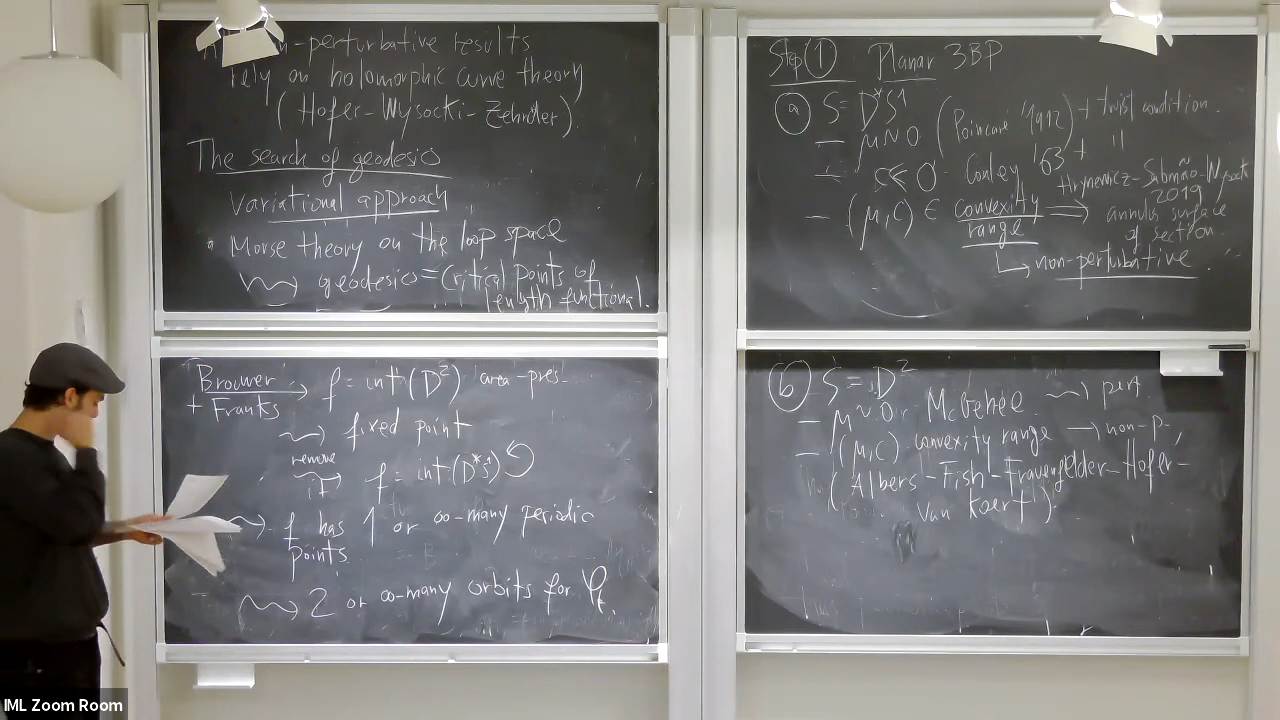 -perturbative results
rely on holomorphic curve theory
(Hofer-Wysocki-Zehnder).
The search of geodesic
Variational approach
Morse theory on the loop space
⇝ geodesic = critical points of
length functional.
Brouwer + Franks → f = int(D²) area-pres.
⇝ fixed point
remove it ⇝ f = int(D*S¹) ↺
⇝ f has 1 or ∞-many periodic
points
⇝ 2 or ∞-many orbits for φₜ.
Step ① Planar 3BP
ⓐ S = D*S¹
- μ~0 (Poincaré 1912) + twist condition.
- c≪0 Conley '63 + "
- (μ,c) ∈ convexity range ⟹ annulus surface of section.
Hryniewicz-Salomão-Wysocki
2019
↳ non-perturbative.
ⓑ S = D²
- μ~0. McGehee ⇝ pert
- (μ,c) convexity range → non-p.
(Albers-Fish-Frauenfelder-Hofer-
van Koert).
IML Zoom Room